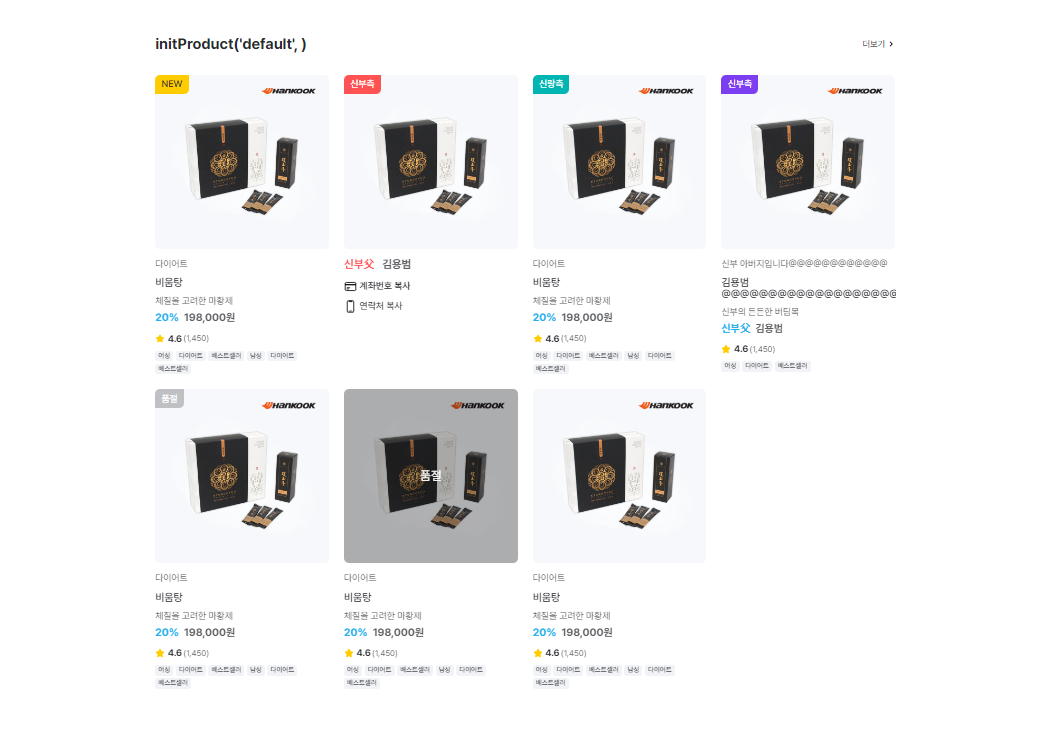 initProduct('default', )
더보기
NEW
HANKOOK
다이어트
비움탕
체질을 고려한 마황제
20% 198,000원
4.6 (1,450)
여성 다이어트 베스트셀러 남성 다이어트
베스트셀러
신부측
HANKOOK
신부父 김용범
계좌번호 복사
연락처 복사
신랑측
HANKOOK
다이어트
비움탕
체질을 고려한 마황제
20% 198,000원
4.6 (1,450)
여성 다이어트 베스트셀러 남성 다이어트
베스트셀러
신부측
HANKOOK
신부 아버지입니다@@@@@@@@@@@@
김용범
@@@@@@@@@@@@@@@@@@@
신부의 든든한 버팀목
신부父 김용범
4.6 (1,450)
여성 다이어트 베스트셀러
품절
HANKOOK
다이어트
비움탕
체질을 고려한 마황제
20% 198,000원
4.6 (1,450)
여성 다이어트 베스트셀러 남성 다이어트
베스트셀러
HANKOOK
품절
다이어트
비움탕
체질을 고려한 마황제
20% 198,000원
4.6 (1,450)
여성 다이어트 베스트셀러 남성 다이어트
베스트셀러
HANKOOK
다이어트
비움탕
체질을 고려한 마황제
20% 198,000원
4.6 (1,450)
여성 다이어트 베스트셀러 남성 다이어트
베스트셀러